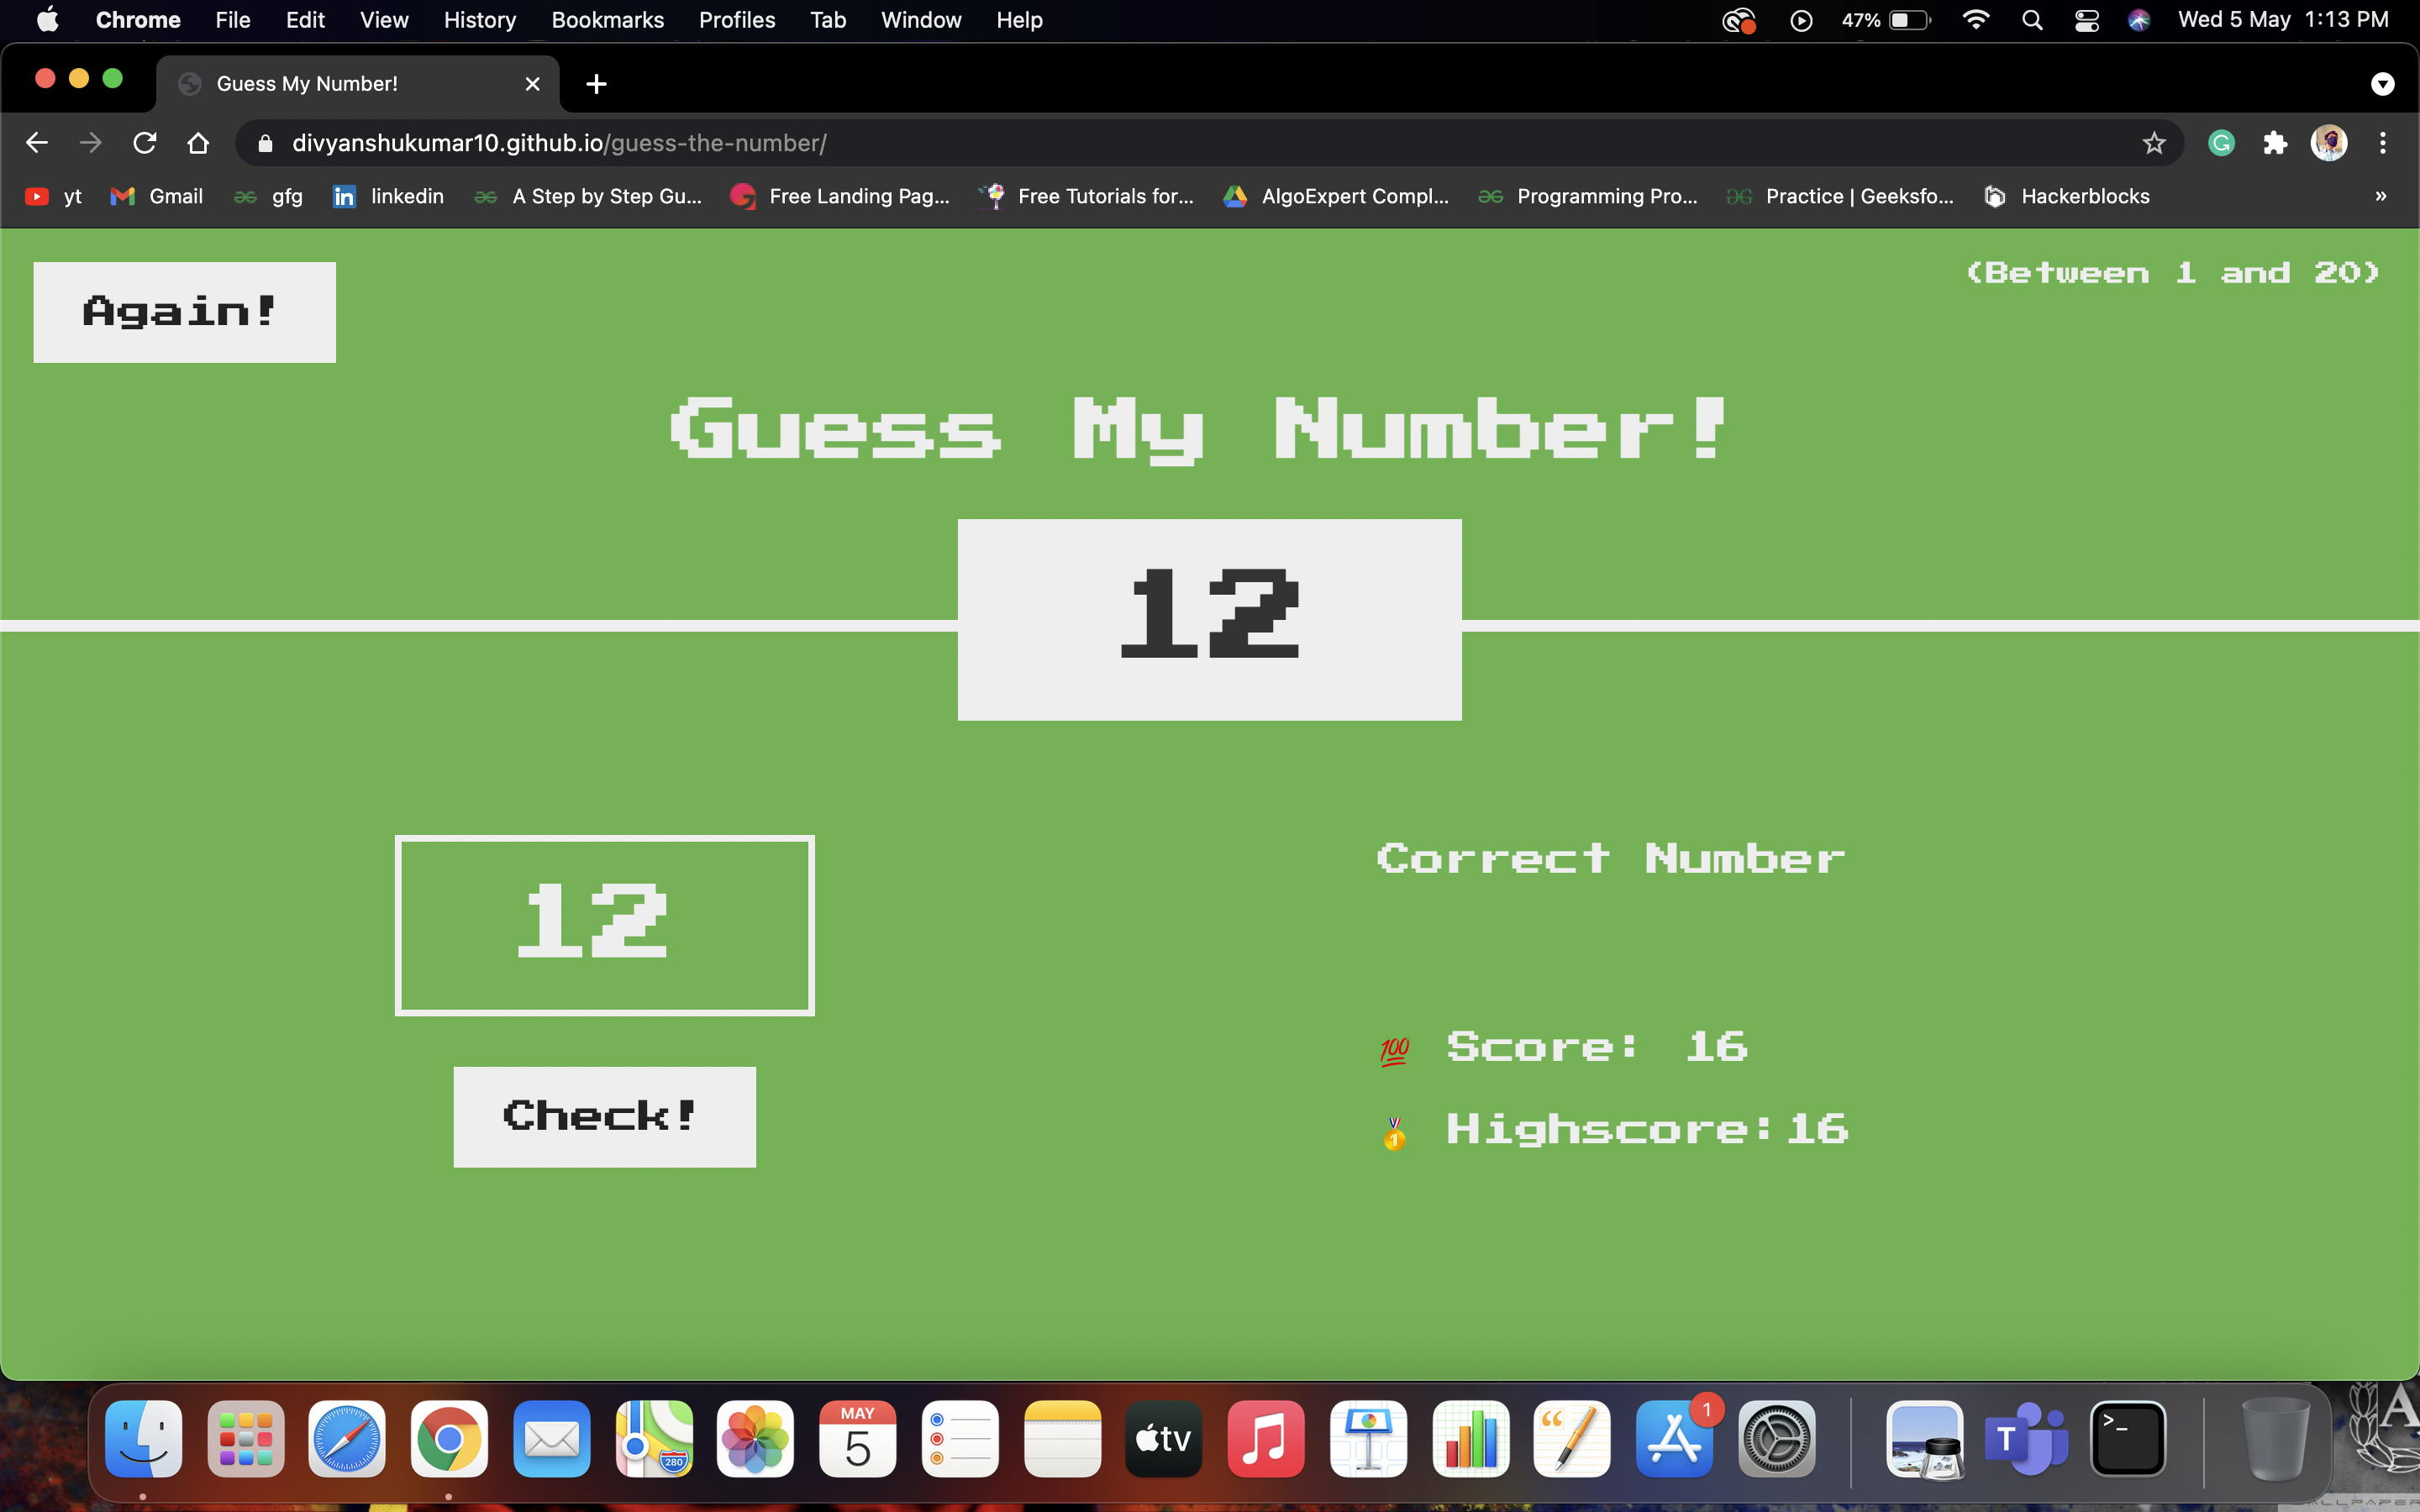 Chrome File Edit View History Bookmarks Profiles Tab Window Help 47% Wed 5 May 1:13 PM
Guess My Number!
divyanshukumar10.github.io/guess-the-number/
yt Gmail gfg linkedin A Step by Step Gu... Free Landing Pag... Free Tutorials for... AlgoExpert Compl... Programming Pro... Practice | Geeksfo... Hackerblocks »
Again!
(Between 1 and 20)
Guess My Number!
12
12
Check!
Correct Number
💯 Score: 16
🥇 Highscore: 16
280
MAY
5
tv
1
T
>_
A